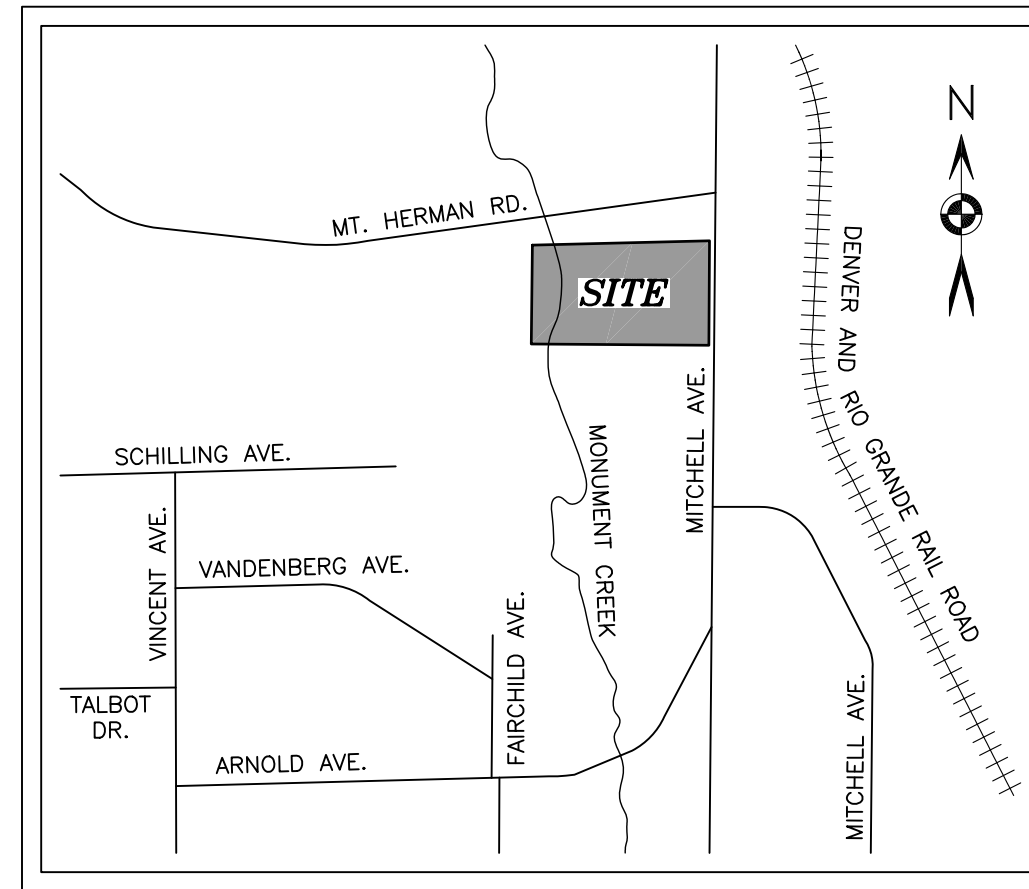 N
MT. HERMAN RD.
SITE
DENVER AND RIO GRANDE RAIL ROAD
MITCHELL AVE.
MONUMENT CREEK
SCHILLING AVE.
VINCENT AVE.
VANDENBERG AVE.
FAIRCHILD AVE.
TALBOT
DR.
ARNOLD AVE.
MITCHELL AVE.